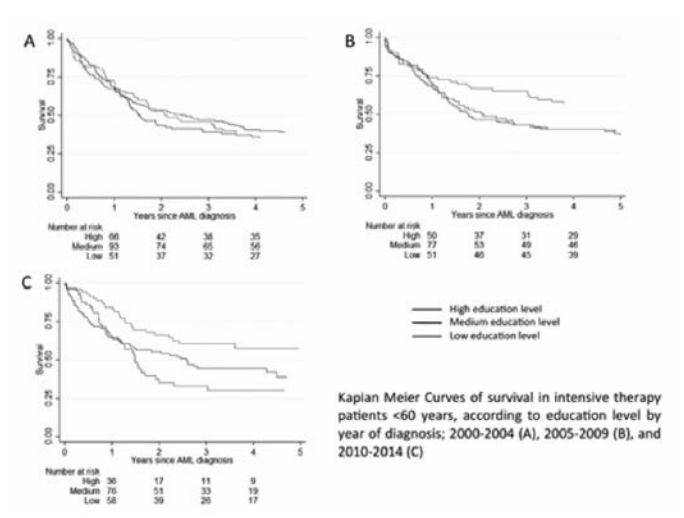 A
B
Survival
0.00 0.25 0.50 0.75 1.00
0 1 2 3 4 5
Years since AML diagnosis
Number at risk
High 66 42 38 35
Medium 93 74 65 56
Low 51 37 32 27
Survival
0.00 0.25 0.50 0.75 1.00
0 1 2 3 4 5
Years since AML diagnosis
Number at risk
High 50 37 31 29
Medium 77 53 49 46
Low 51 46 45 39
C
Survival
0.00 0.25 0.50 0.75 1.00
0 1 2 3 4 5
Years since AML diagnosis
Number at risk
High 36 17 11 9
Medium 76 51 33 19
Low 58 39 26 17
High education level
Medium education level
Low education level
Kapian Meier Curves of survival in intensive therapy
patients <60 years, according to education level by
year of diagnosis; 2000-2004 (A), 2005-2009 (B), and
2010-2014 (C)